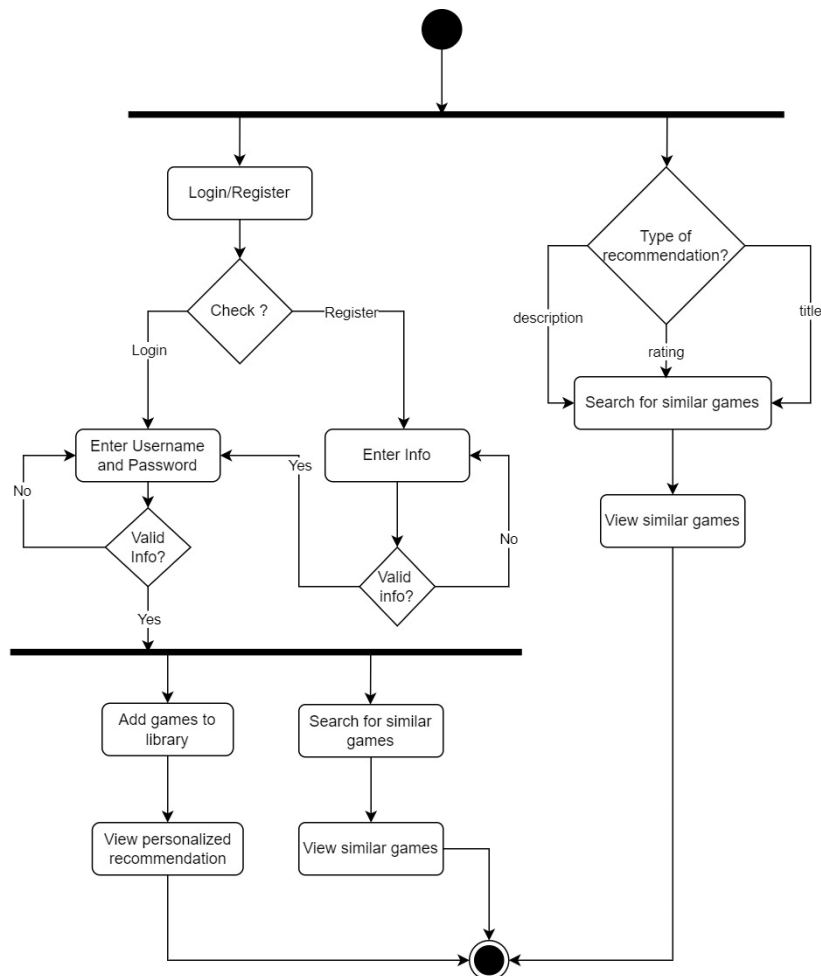 Login/Register
Type of
recommendation?
Check ?
Register
description
title
Login
rating
Search for similar games
Enter Username
and Password
Yes
Enter Info
No
View similar games
Valid
Info?
No
Valid
info?
Yes
Add games to
library
Search for similar
games
View personalized
recommendation
View similar games